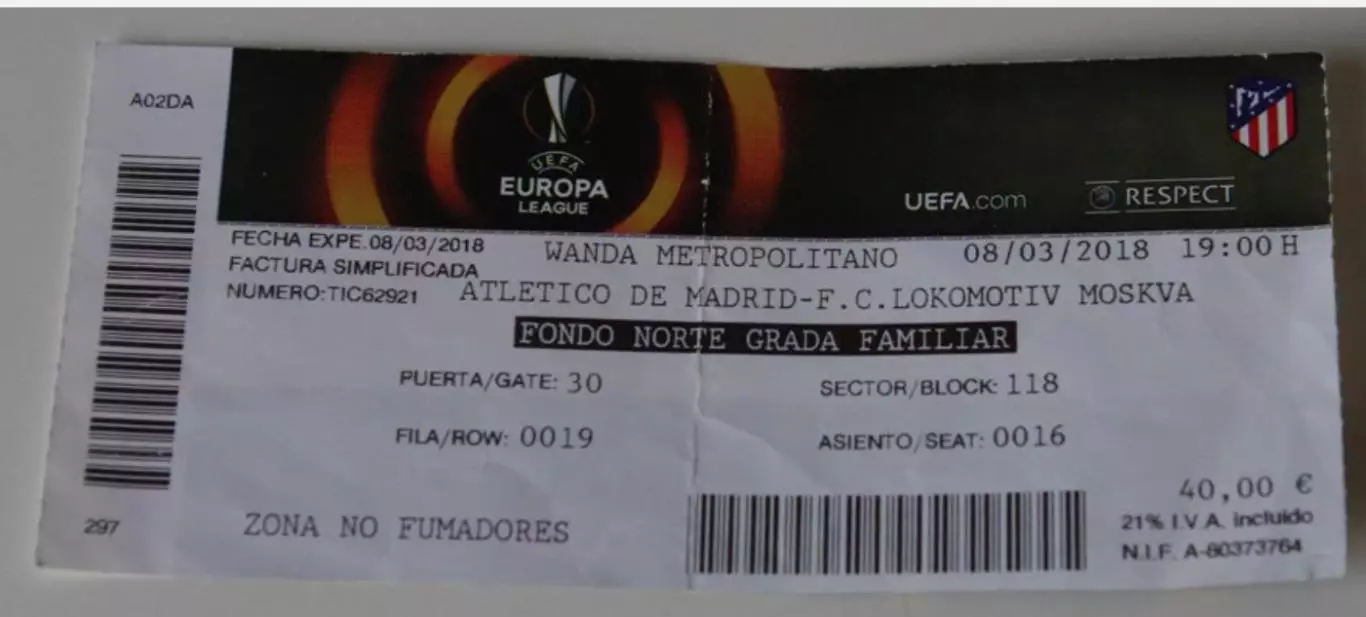 A02DA
UEFA
EUROPA
LEAGUE
UEFA.com
RESPECT
FECHA EXPE.08/03/2018
WANDA METROPOLITANO 08/03/2018 19:00 H
FACTURA SIMPLIFICADA
NUMERO:TIC62921
ATLETICO DE MADRID-F.C.LOKOMOTIV MOSKVA
FONDO NORTE GRADA FAMILIAR
PUERTA/GATE: 30
SECTOR/BLOCK: 118
FILA/ROW: 0019
ASIENTO/SEAT: 0016
40,00 €
21% I.V.A. incluido
N.I.F. A-80373764
297
ZONA NO FUMADORES